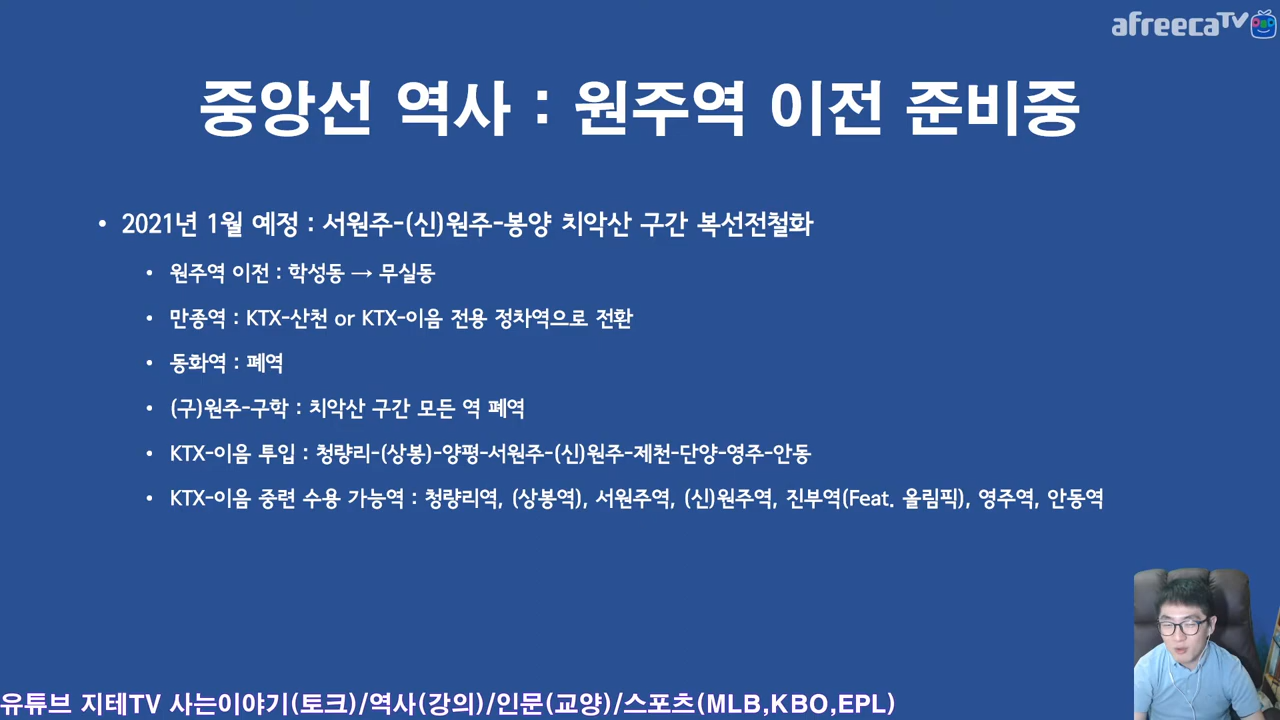 afreecaTV
중앙선 역사 : 원주역 이전 준비중
• 2021년 1월 예정 : 서원주-(신)원주-봉양 치악산 구간 복선전철화
• 원주역 이전 : 학성동 → 무실동
• 만종역 : KTX-산천 or KTX-이음 전용 정차역으로 전환
• 동화역 : 폐역
• (구)원주-구학 : 치악산 구간 모든 역 폐역
• KTX-이음 투입 : 청량리-(상봉)-양평-서원주-(신)원주-제천-단양-영주-안동
• KTX-이음 중련 수용 가능역 : 청량리역, (상봉역), 서원주역, (신)원주역, 진부역(Feat. 올림픽), 영주역, 안동역
유튜브 지테TV 사는이야기(토크)/역사(강의)/인문(교양)/스포츠(MLB,KBO,EPL)